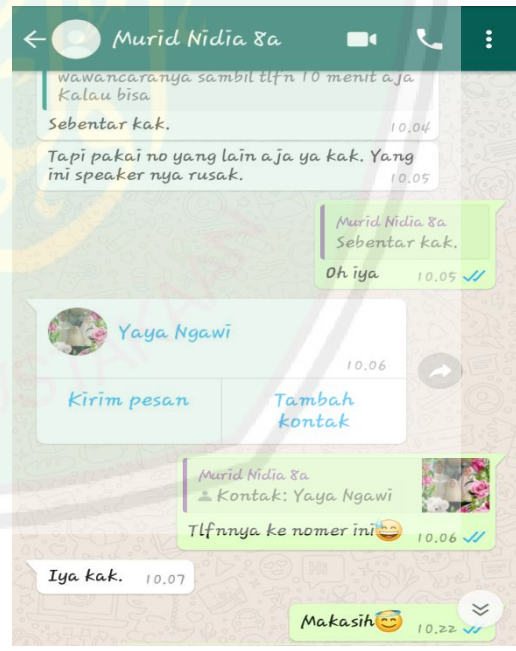 Murid Nidia 8a
wawancaranya sambil tlfn 10 menit aja
Kalau bisa
Sebentar kak.
10.04
Tapi pakai no yang lain aja ya kak. Yang
ini speaker nya rusak.
10.05
Murid Nidia 8a
Sebentar kak.
Oh iya
10.05
Yaya Ngawi
10.06
Kirim pesan
Tambah
kontak
Murid Nidia 8a
Kontak: Yaya Ngawi
Tlfnnya ke nomer ini😅
10.06
Iya kak.
10.07
Makasih😇
10.22